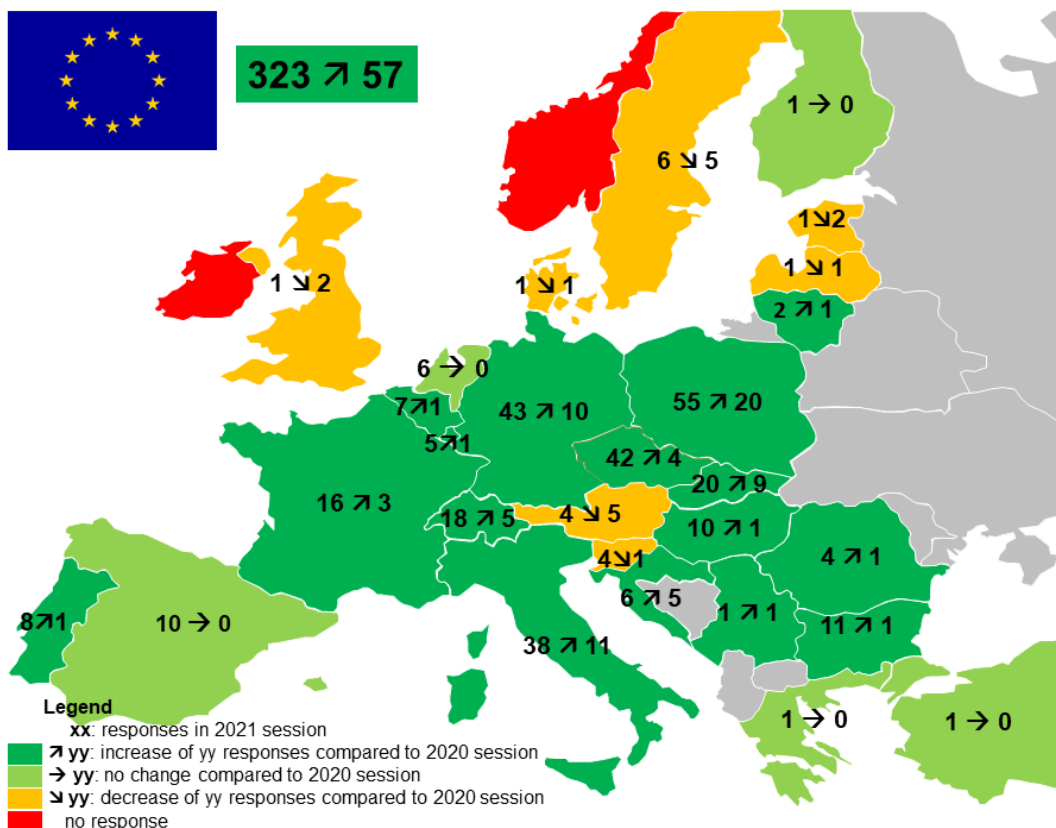 323 ↗ 57
1 → 0
6 ↘ 5
1↘2
1 ↘ 1
2 ↗ 1
1 ↘ 2
1 ↘ 1
6 → 0
7↗1
43 ↗ 10
55 ↗ 20
5↗1
42 ↗ 4
20 ↗ 9
16 ↗ 3
18 ↗ 5
4 ↘ 5
10 ↗ 1
4↘1
4 ↗ 1
6 ↗ 5
1 ↗ 1
8↗1
10 → 0
11 ↗ 1
38 ↗ 11
1 → 0
1 → 0
Legend
xx: responses in 2021 session
↗ yy: increase of yy responses compared to 2020 session
→ yy: no change compared to 2020 session
↘ yy: decrease of yy responses compared to 2020 session
no response